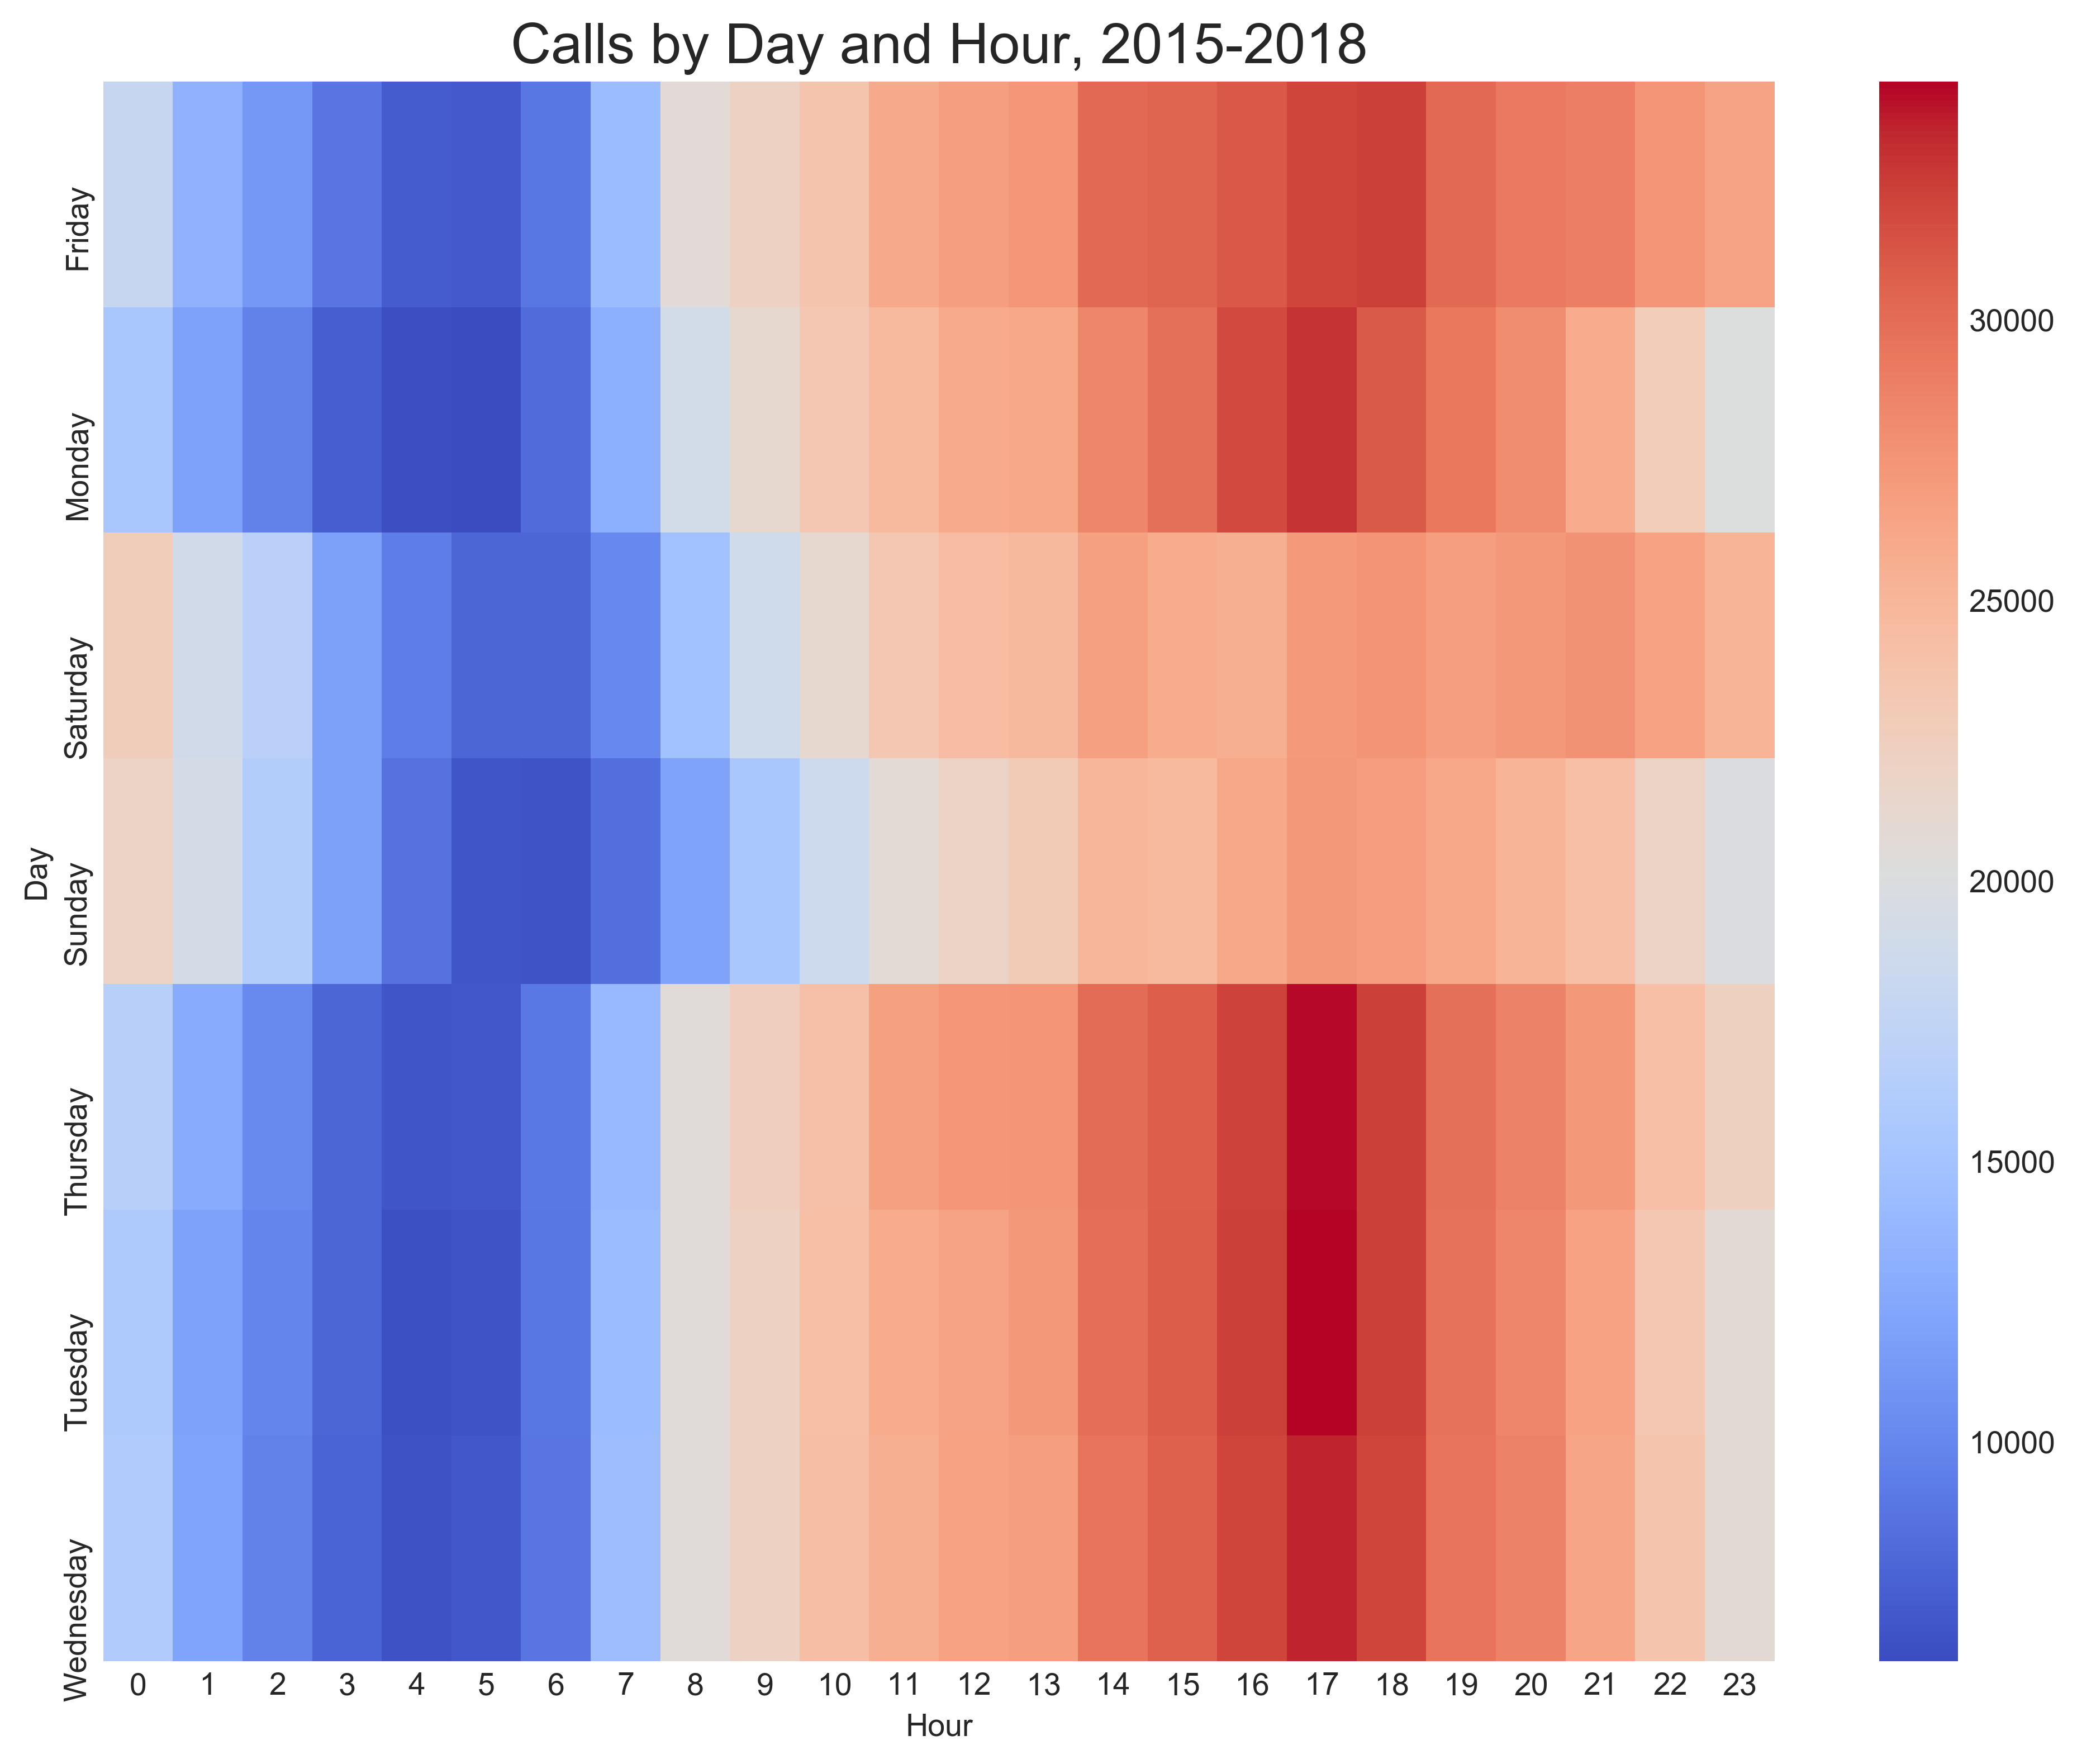 Calls by Day and Hour, 2015-2018
Day
Friday
Monday
Saturday
Sunday
Thursday
Tuesday
Wednesday
0 1 2 3 4 5 6 7 8 9 10 11 12 13 14 15 16 17 18 19 20 21 22 23
Hour
30000
25000
20000
15000
10000